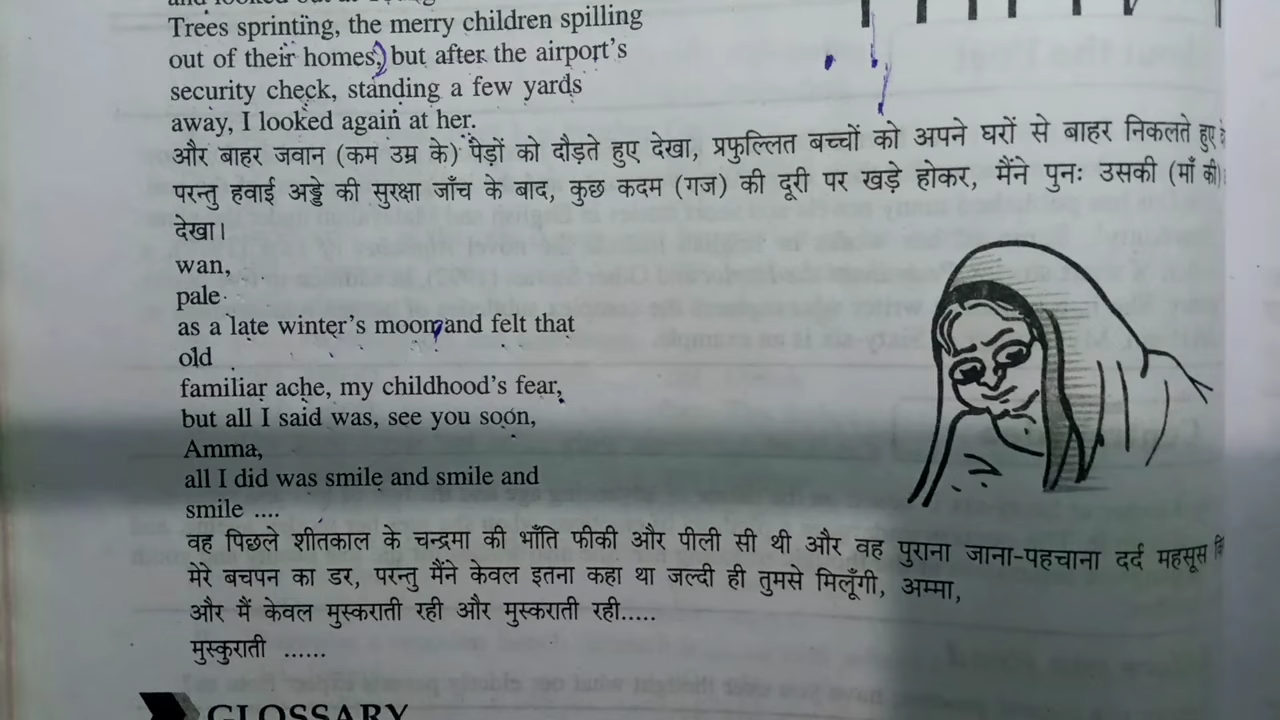 and looked out at Young
Trees sprinting, the merry children spilling
out of their homes, but after the airport's
security check, standing a few yards
away, I looked again at her.
और बाहर जवान (कम उम्र के) पेड़ों को दौड़ते हुए देखा, प्रफुल्लित बच्चों को अपने घरों से बाहर निकलते हुए
परन्तु हवाई अड्डे की सुरक्षा जाँच के बाद, कुछ कदम (गज) की दूरी पर खड़े होकर, मैंने पुनः उसकी (माँ की)
देखा।
wan,
pale
as a late winter's moon and felt that
old
familiar ache, my childhood's fear,
but all I said was, see you soon,
Amma,
all I did was smile and smile and
smile ....
वह पिछले शीतकाल के चन्द्रमा की भाँति फीकी और पीली सी थी और वह पुराना जाना-पहचाना दर्द महसूस
मेरे बचपन का डर, परन्तु मैंने केवल इतना कहा था जल्दी ही तुमसे मिलूँगी, अम्मा,
और मैं केवल मुस्कराती रही और मुस्कराती रही.....
मुस्कुराती ......
GLOSSARY